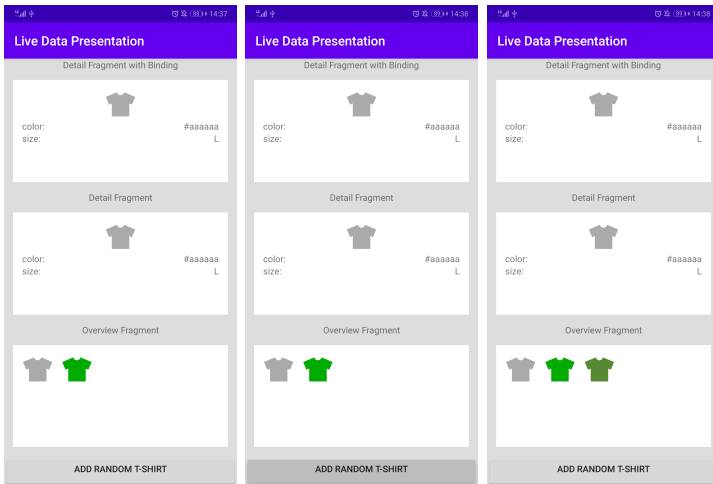 14:37
Live Data Presentation
Detail Fragment with Binding
color: #aaaaaa
size: L
Detail Fragment
color: #aaaaaa
size: L
Overview Fragment
ADD RANDOM T-SHIRT
14:38
Live Data Presentation
Detail Fragment with Binding
color: #aaaaaa
size: L
Detail Fragment
color: #aaaaaa
size: L
Overview Fragment
ADD RANDOM T-SHIRT
14:38
Live Data Presentation
Detail Fragment with Binding
color: #aaaaaa
size: L
Detail Fragment
color: #aaaaaa
size: L
Overview Fragment
ADD RANDOM T-SHIRT